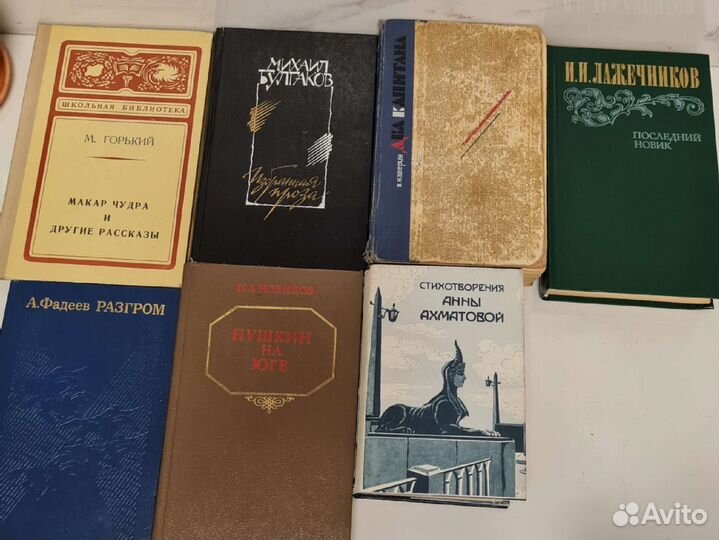 ШКОЛЬНАЯ БИБЛИОТЕКА
М. ГОРЬКИЙ
МАКАР ЧУДРА
И
ДРУГИЕ РАССКАЗЫ
МИХАИЛ
БУЛГАКОВ
Избранная
проза
В. КАВЕРИН ДВА КАПИТАНА
И.И. ЛАЖЕЧНИКОВ
ПОСЛЕДНИЙ
НОВИК
А.Фадеев РАЗГРОМ
И.А НОВИКОВ
ПУШКИН
НА
ЮГЕ
СТИХОТВОРЕНИЯ
АННЫ
АХМАТОВОЙ
Avito